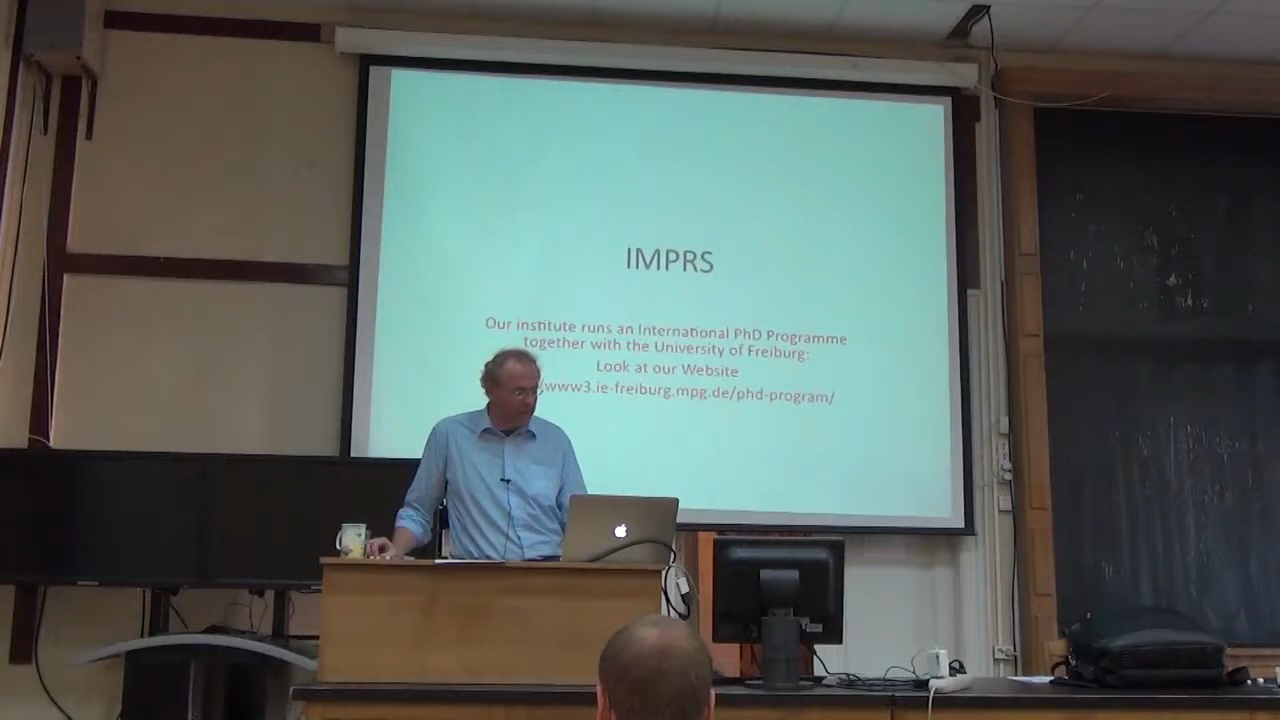 IMPRS
Our institute runs an International PhD Programme
together with the University of Freiburg:
Look at our Website
/www3.ie-freiburg.mpg.de/phd-program/